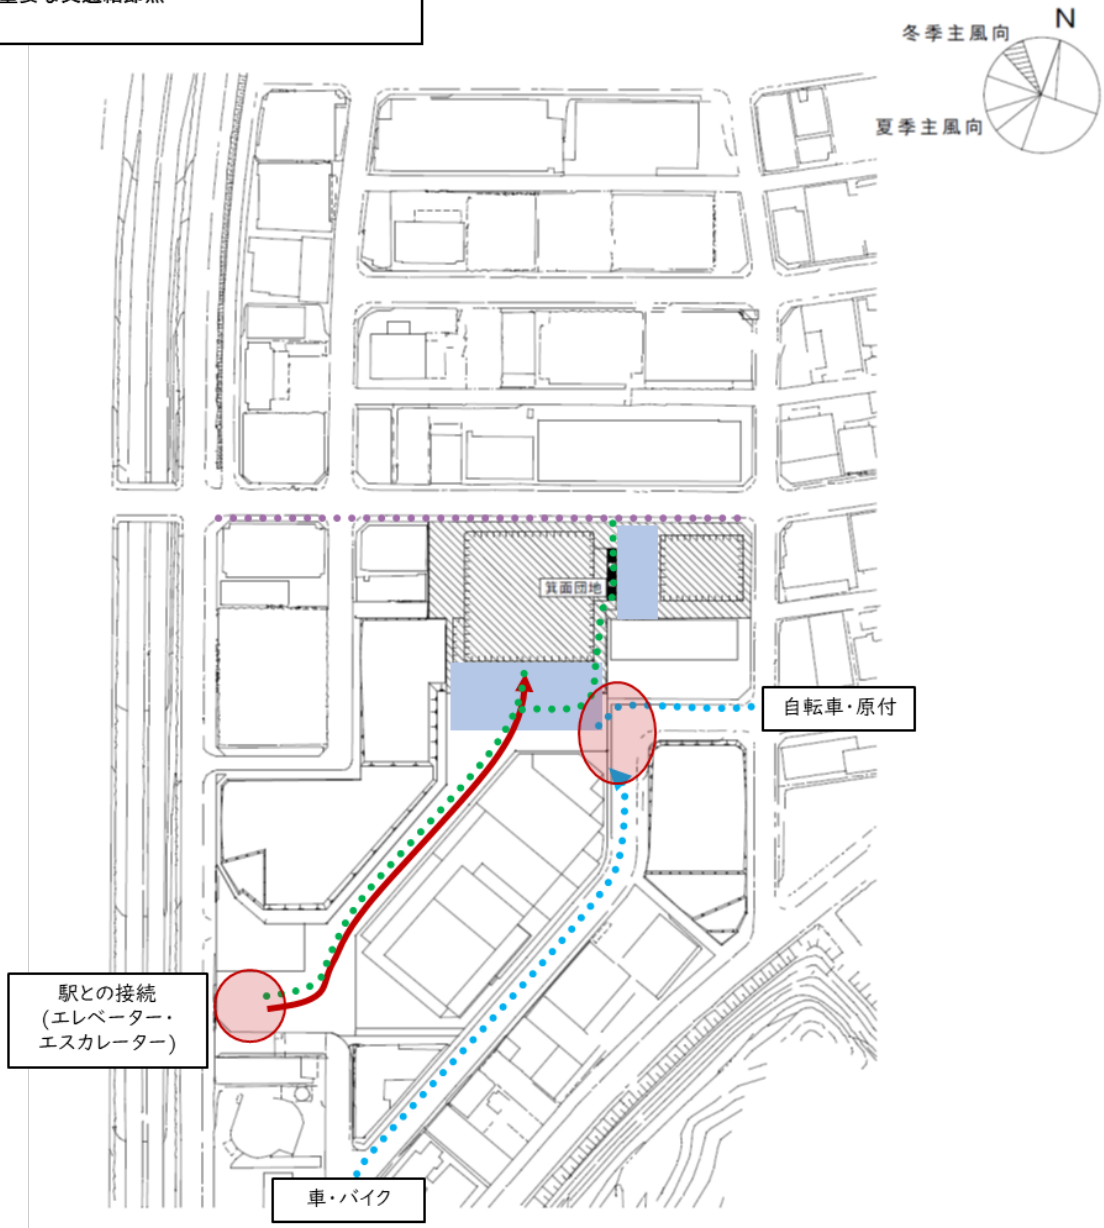 N
冬季主風向
夏季主風向
箕面団地
自転車・原付
駅との接続
(エレベーター・
エスカレーター)
車・バイク